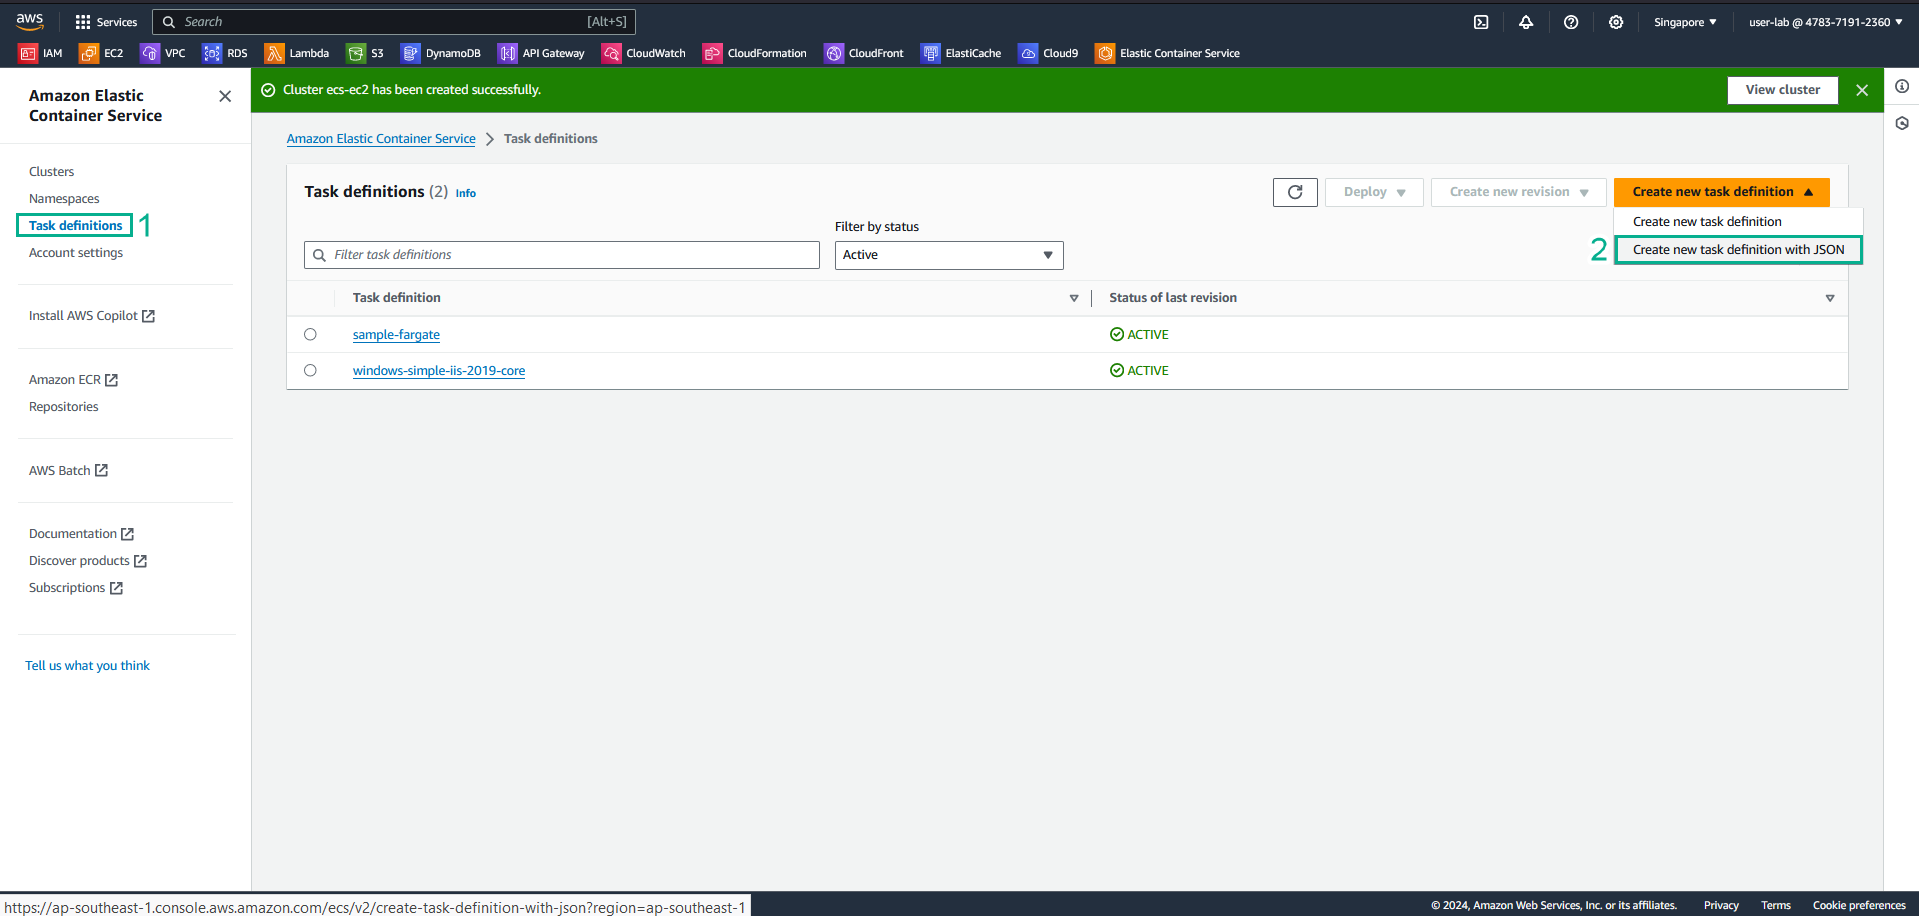 aws Services Search [Alt+S] Singapore user-lab @ 4783-7191-2360
IAM EC2 VPC RDS Lambda S3 DynamoDB API Gateway CloudWatch CloudFormation CloudFront ElastiCache Cloud9 Elastic Container Service
Amazon Elastic
Container Service
Cluster ecs-ec2 has been created successfully. View cluster
Amazon Elastic Container Service > Task definitions
Clusters
Namespaces
Task definitions 1
Account settings
Install AWS Copilot
Amazon ECR
Repositories
AWS Batch
Documentation
Discover products
Subscriptions
Tell us what you think
Task definitions (2) Info
Deploy Create new revision Create new task definition
Create new task definition
2 Create new task definition with JSON
Filter by status
Filter task definitions Active
Task definition Status of last revision
sample-fargate ACTIVE
windows-simple-iis-2019-core ACTIVE
https://ap-southeast-1.console.aws.amazon.com/ecs/v2/create-task-definition-with-json?region=ap-southeast-1
© 2024, Amazon Web Services, Inc. or its affiliates. Privacy Terms Cookie preferences